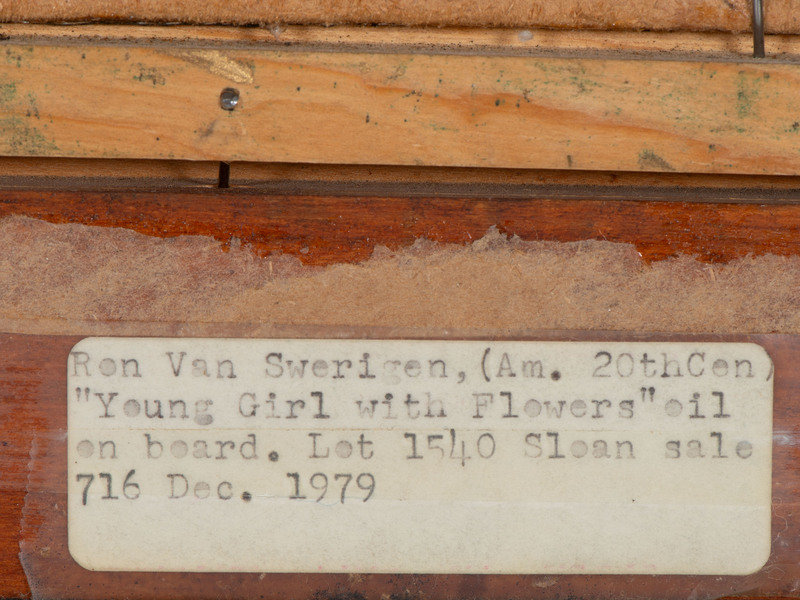 Ron Van Swerigen, (Am. 20thCen)
"Young Girl with Flowers"oil
on board. Lot 1540 Sloan sale
716 Dec. 1979